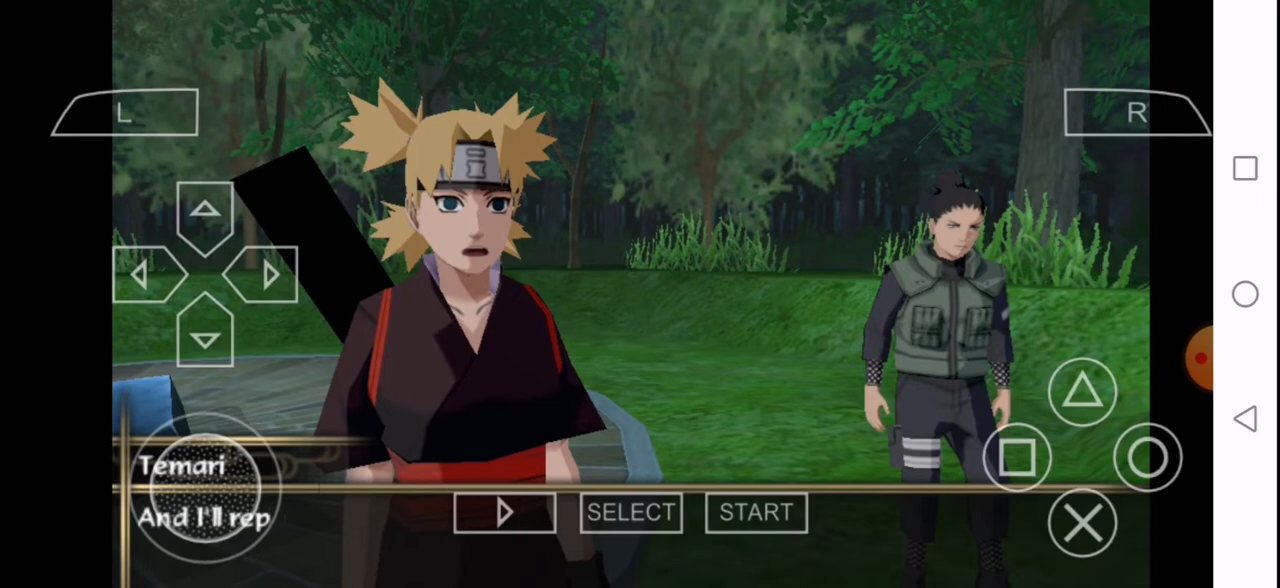 L
R
Temari
And I'll rep
SELECT
START